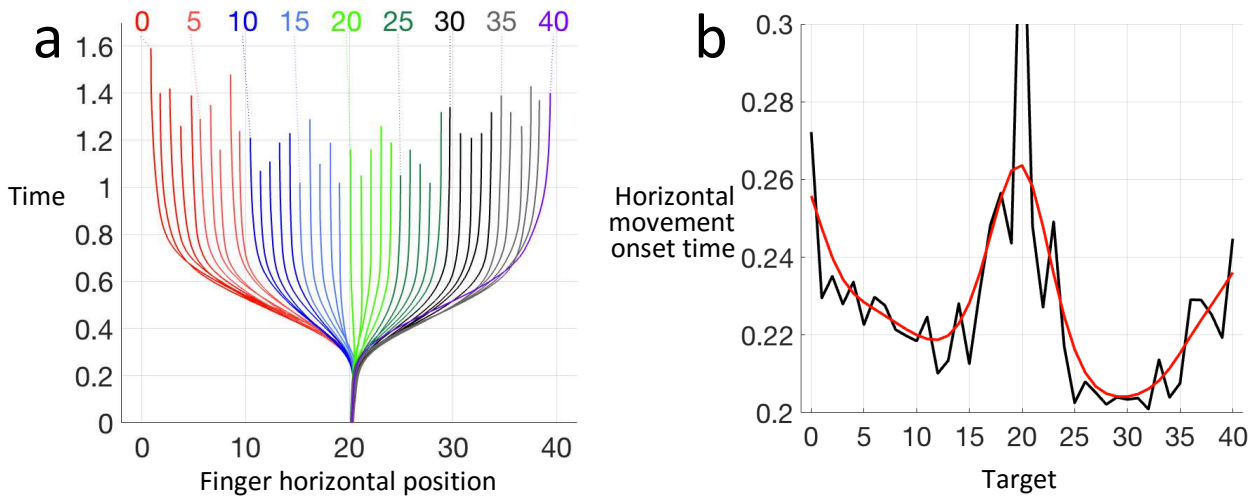 a
0 5 10 15 20 25 30 35 40
1.6
1.4
1.2
1
0.8
0.6
0.4
0.2
0
Time
0 10 20 30 40
Finger horizontal position
b
0.3
0.28
0.26
0.24
0.22
0.2
Horizontal
movement
onset time
0 5 10 15 20 25 30 35 40
Target